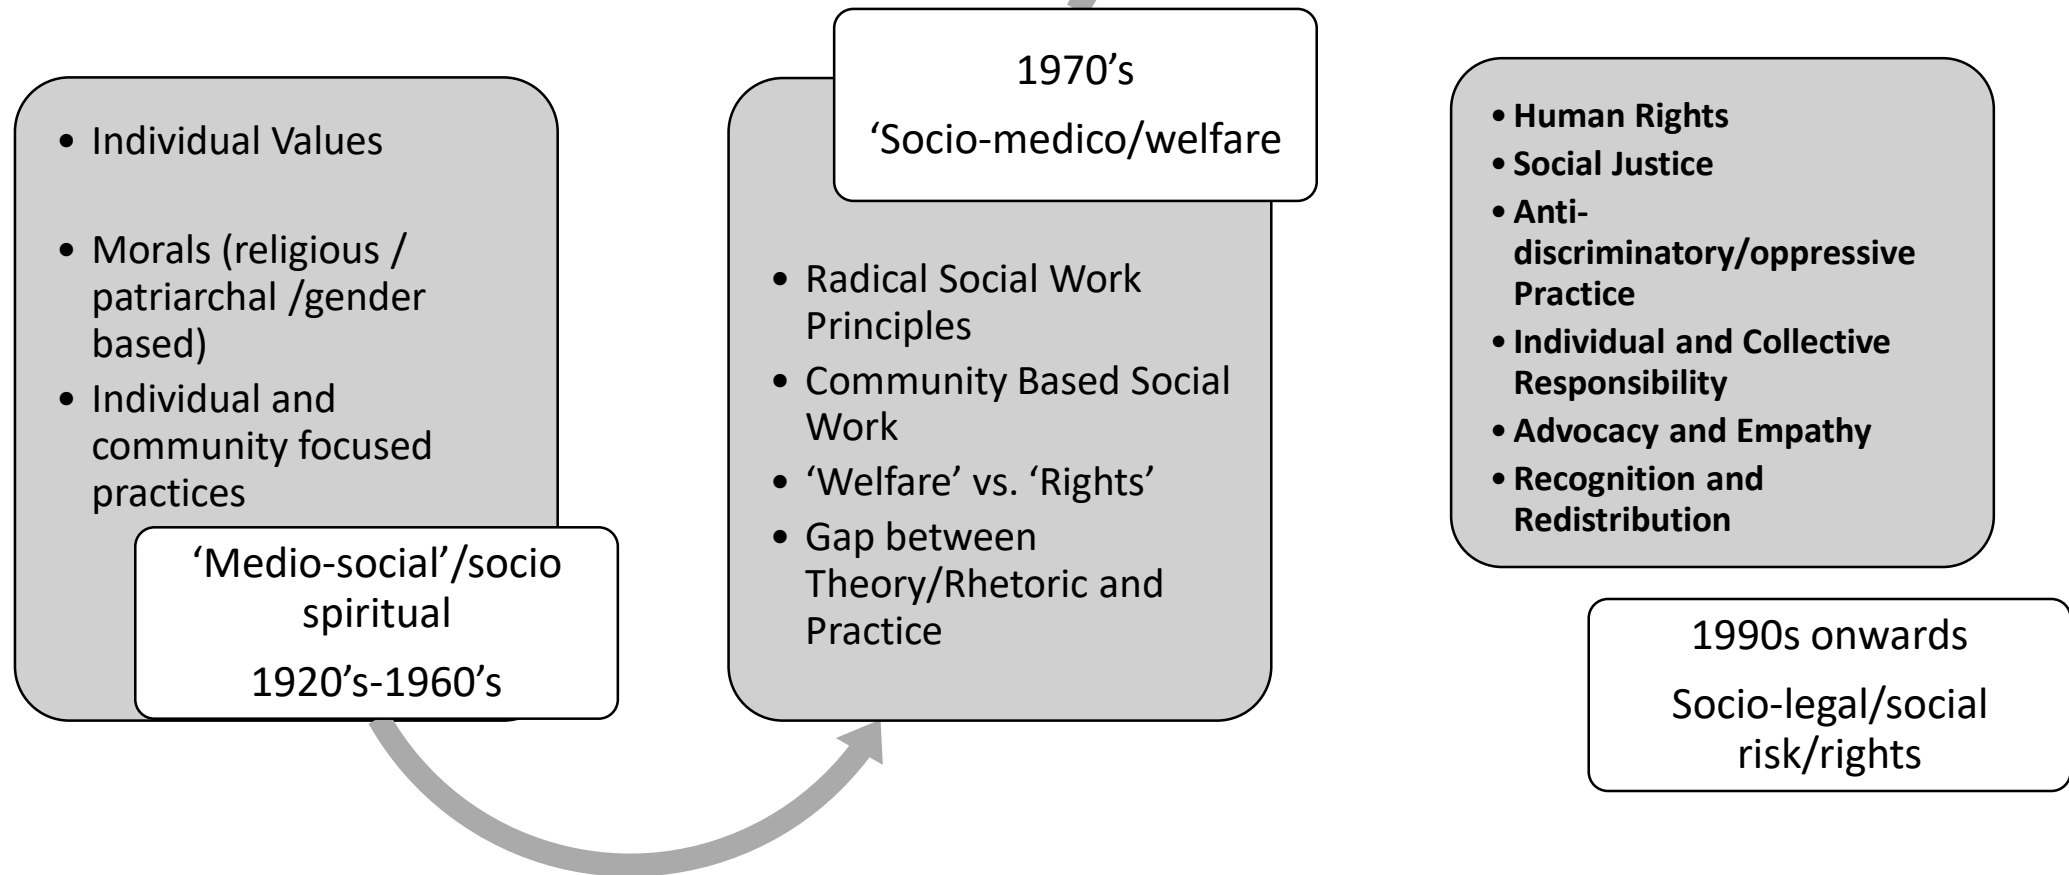 • Individual Values
• Morals (religious /
patriarchal /gender
based)
• Individual and
community focused
practices
‘Medio-social’/socio
spiritual
1920’s-1960’s
1970’s
‘Socio-medico/welfare
• Radical Social Work
Principles
• Community Based Social
Work
• ‘Welfare’ vs. ‘Rights’
• Gap between
Theory/Rhetoric and
Practice
• Human Rights
• Social Justice
• Anti-
discriminatory/oppressive
Practice
• Individual and Collective
Responsibility
• Advocacy and Empathy
• Recognition and
Redistribution
1990s onwards
Socio-legal/social
risk/rights